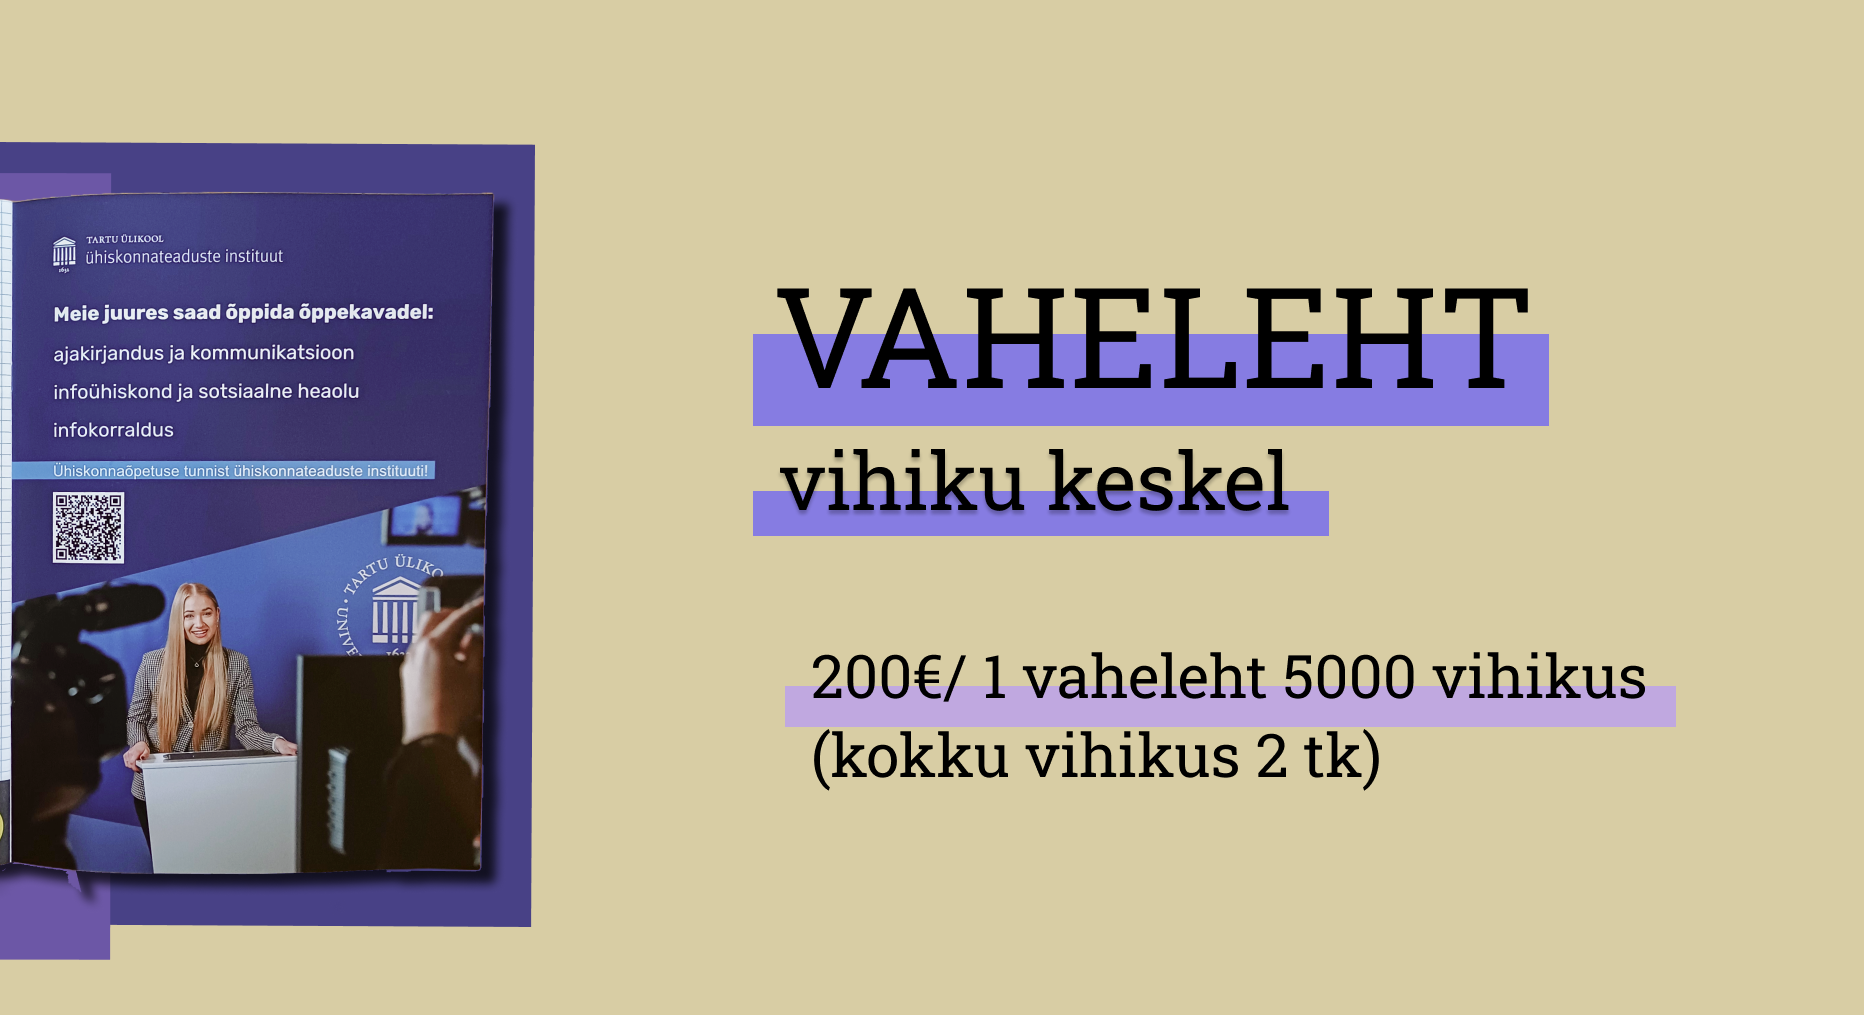 TARTU ÜLIKOOL
ühiskonnateaduste instituut
1632
Meie juures saad õppida õppekavadel:
ajakirjandus ja kommunikatsioon
infoühiskond ja sotsiaalne heaolu
infokorraldus
Ühiskonnaõpetuse tunnist ühiskonnateaduste instituuti!
TARTU
VAHELEHT
vihiku keskel
200€/ 1 vaheleht 5000 vihikus
(kokku vihikus 2 tk)